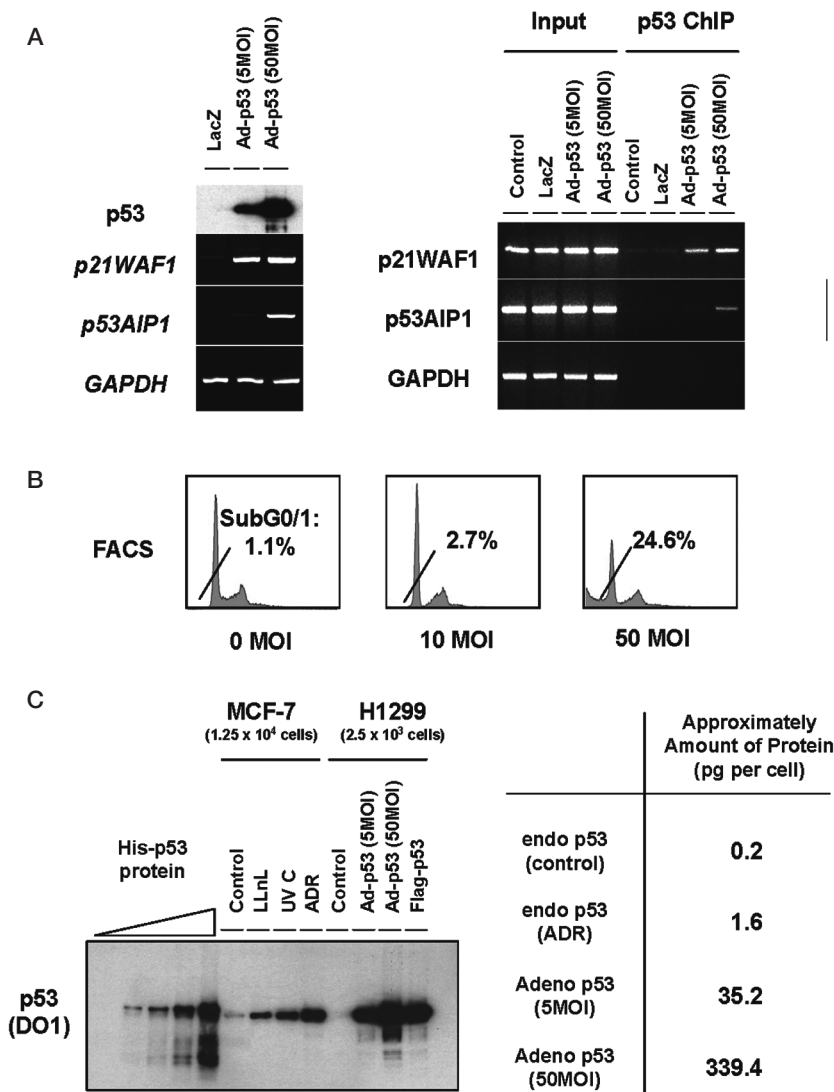 A
LacZ
Ad-p53 (5MOI)
Ad-p53 (50MOI)
p53
p21WAF1
p53AIP1
GAPDH
Input
p53 ChIP
Control
LacZ
Ad-p53 (5MOI)
Ad-p53 (50MOI)
Control
LacZ
Ad-p53 (5MOI)
Ad-p53 (50MOI)
p21WAF1
p53AIP1
GAPDH
B
FACS
SubG0/1:
1.1%
0 MOI
2.7%
10 MOI
24.6%
50 MOI
C
MCF-7
(1.25 x 10⁴ cells)
H1299
(2.5 x 10³ cells)
His-p53
protein
Control
LLnL
UV C
ADR
Control
Ad-p53 (5MOI)
Ad-p53 (50MOI)
Flag-p53
p53
(DO1)
Approximately
Amount of Protein
(pg per cell)
endo p53
(control)
0.2
endo p53
(ADR)
1.6
Adeno p53
(5MOI)
35.2
Adeno p53
(50MOI)
339.4